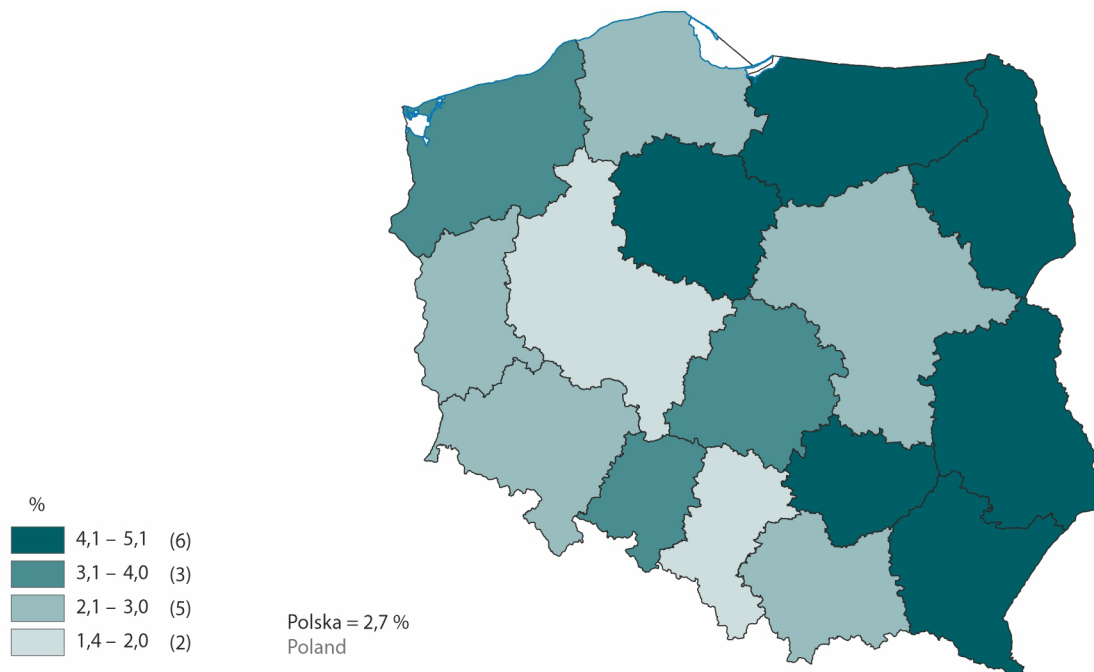 %
4,1 – 5,1 (6)
3,1 – 4,0 (3)
2,1 – 3,0 (5)
1,4 – 2,0 (2)
Polska = 2,7 %
Poland